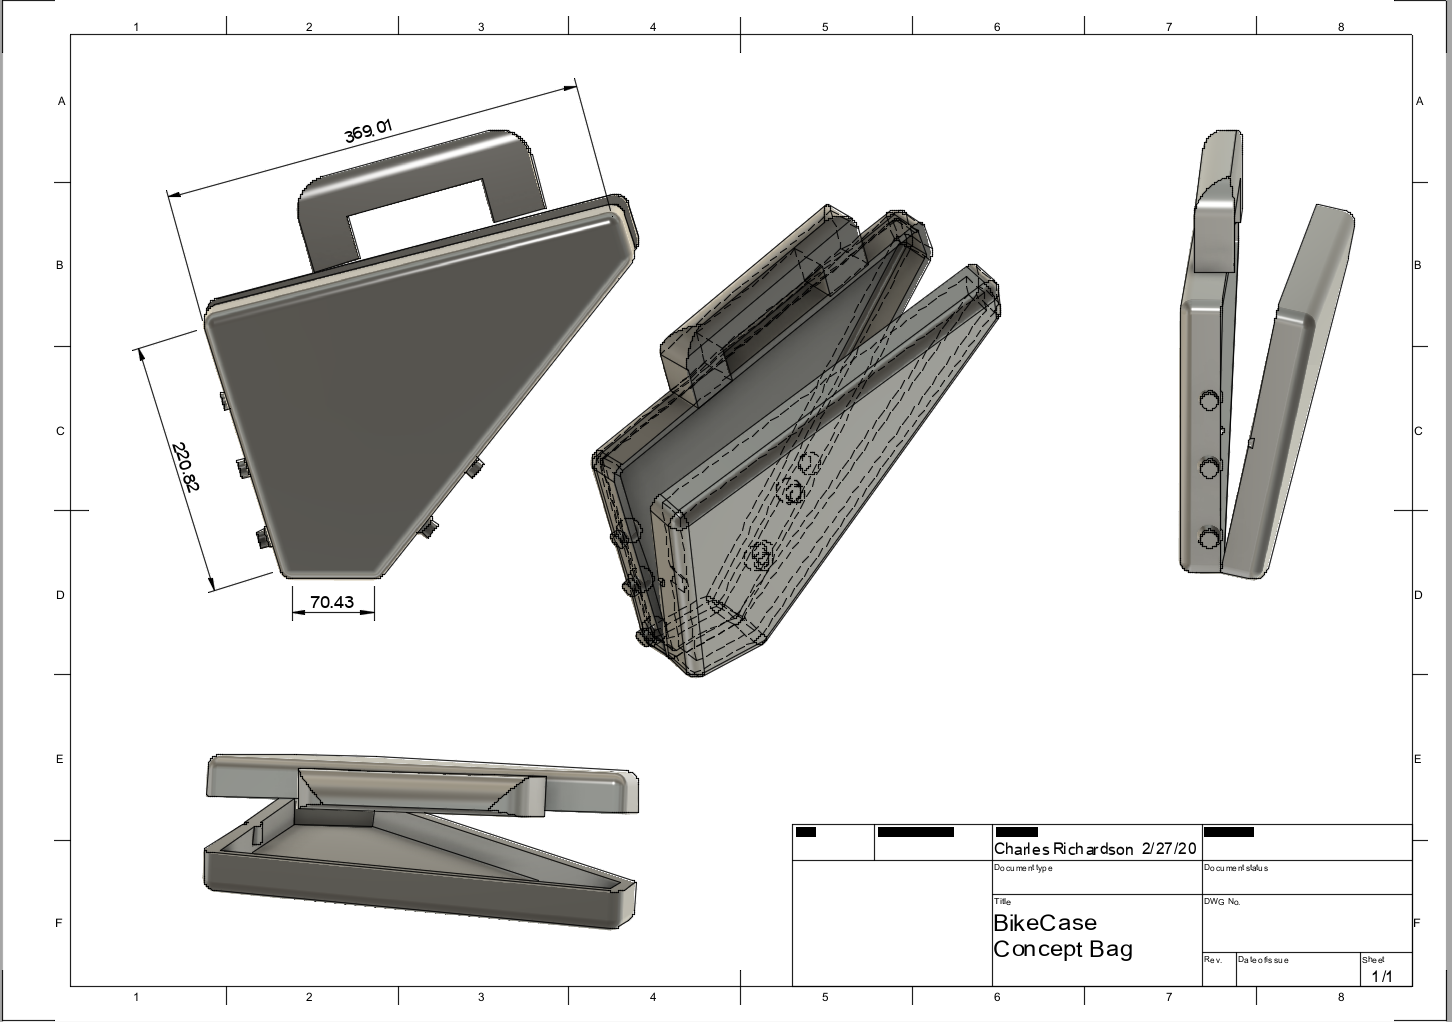 1 2 3 4 5 6 7 8
A A
369.01
B B
C C
220.82
D D
70.43
E E
Charles Richardson 2/27/20
Document type Document status
Title DWG No.
BikeCase
Concept Bag
F F
Rev. Date of issue Sheet
1/1
1 2 3 4 5 6 7 8